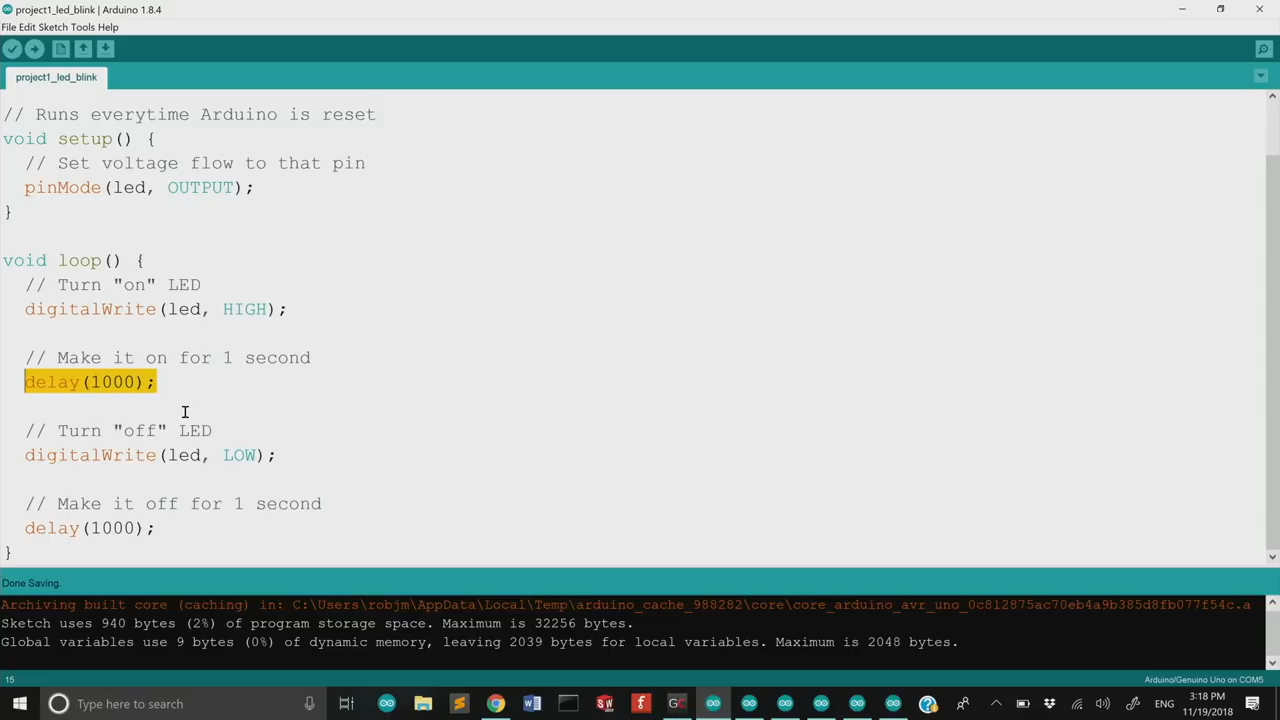 project1_led_blink | Arduino 1.8.4
File Edit Sketch Tools Help
project1_led_blink
// Runs everytime Arduino is reset
void setup() {
// Set voltage flow to that pin
pinMode(led, OUTPUT);
}
void loop() {
// Turn "on" LED
digitalWrite(led, HIGH);
// Make it on for 1 second
delay(1000);
// Turn "off" LED
digitalWrite(led, LOW);
// Make it off for 1 second
delay(1000);
}
Done Saving.
Archiving built core (caching) in: C:\Users\robjm\AppData\Local\Temp\arduino_cache_988282\core\core_arduino_avr_uno_0c812875ac70eb4a9b385d8fb077f54c.a
Sketch uses 940 bytes (2%) of program storage space. Maximum is 32256 bytes.
Global variables use 9 bytes (0%) of dynamic memory, leaving 2039 bytes for local variables. Maximum is 2048 bytes.
15
Arduino/Genuino Uno on COM5
Type here to search
GC
ENG
3:18 PM
11/19/2018